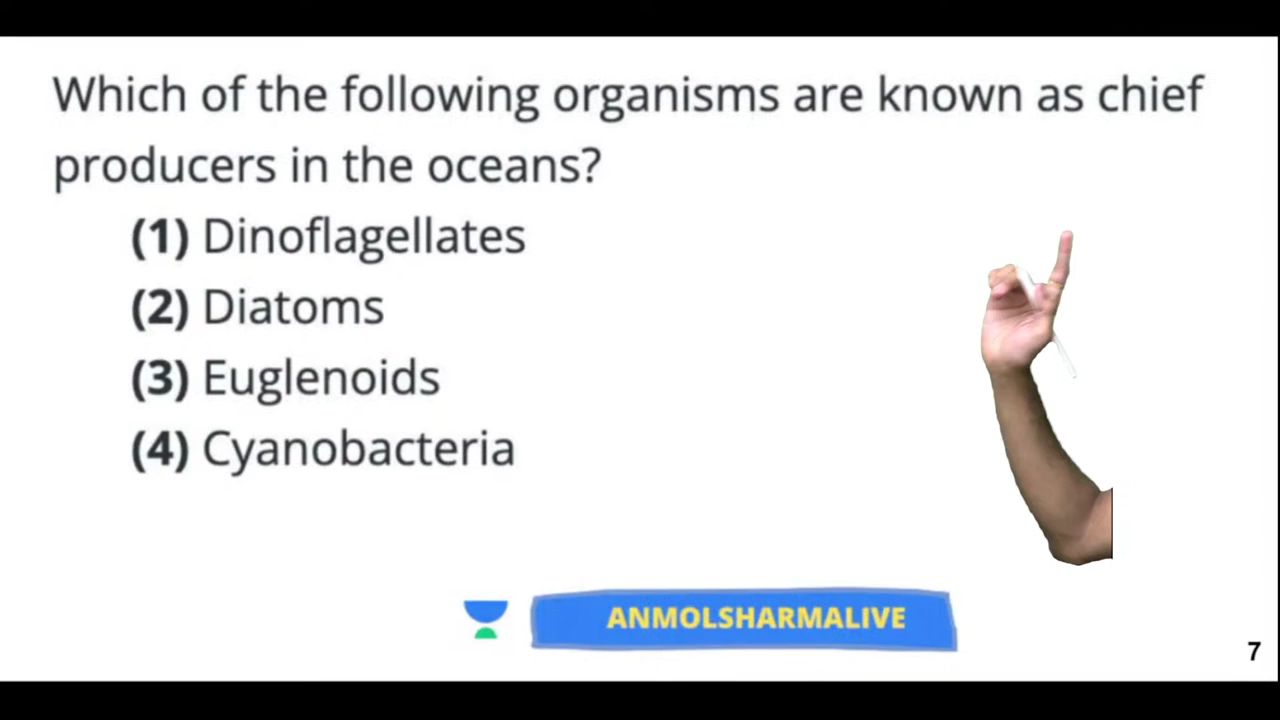 Which of the following organisms are known as chief
producers in the oceans?
(1) Dinoflagellates
(2) Diatoms
(3) Euglenoids
(4) Cyanobacteria
ANMOLSHARMALIVE
7